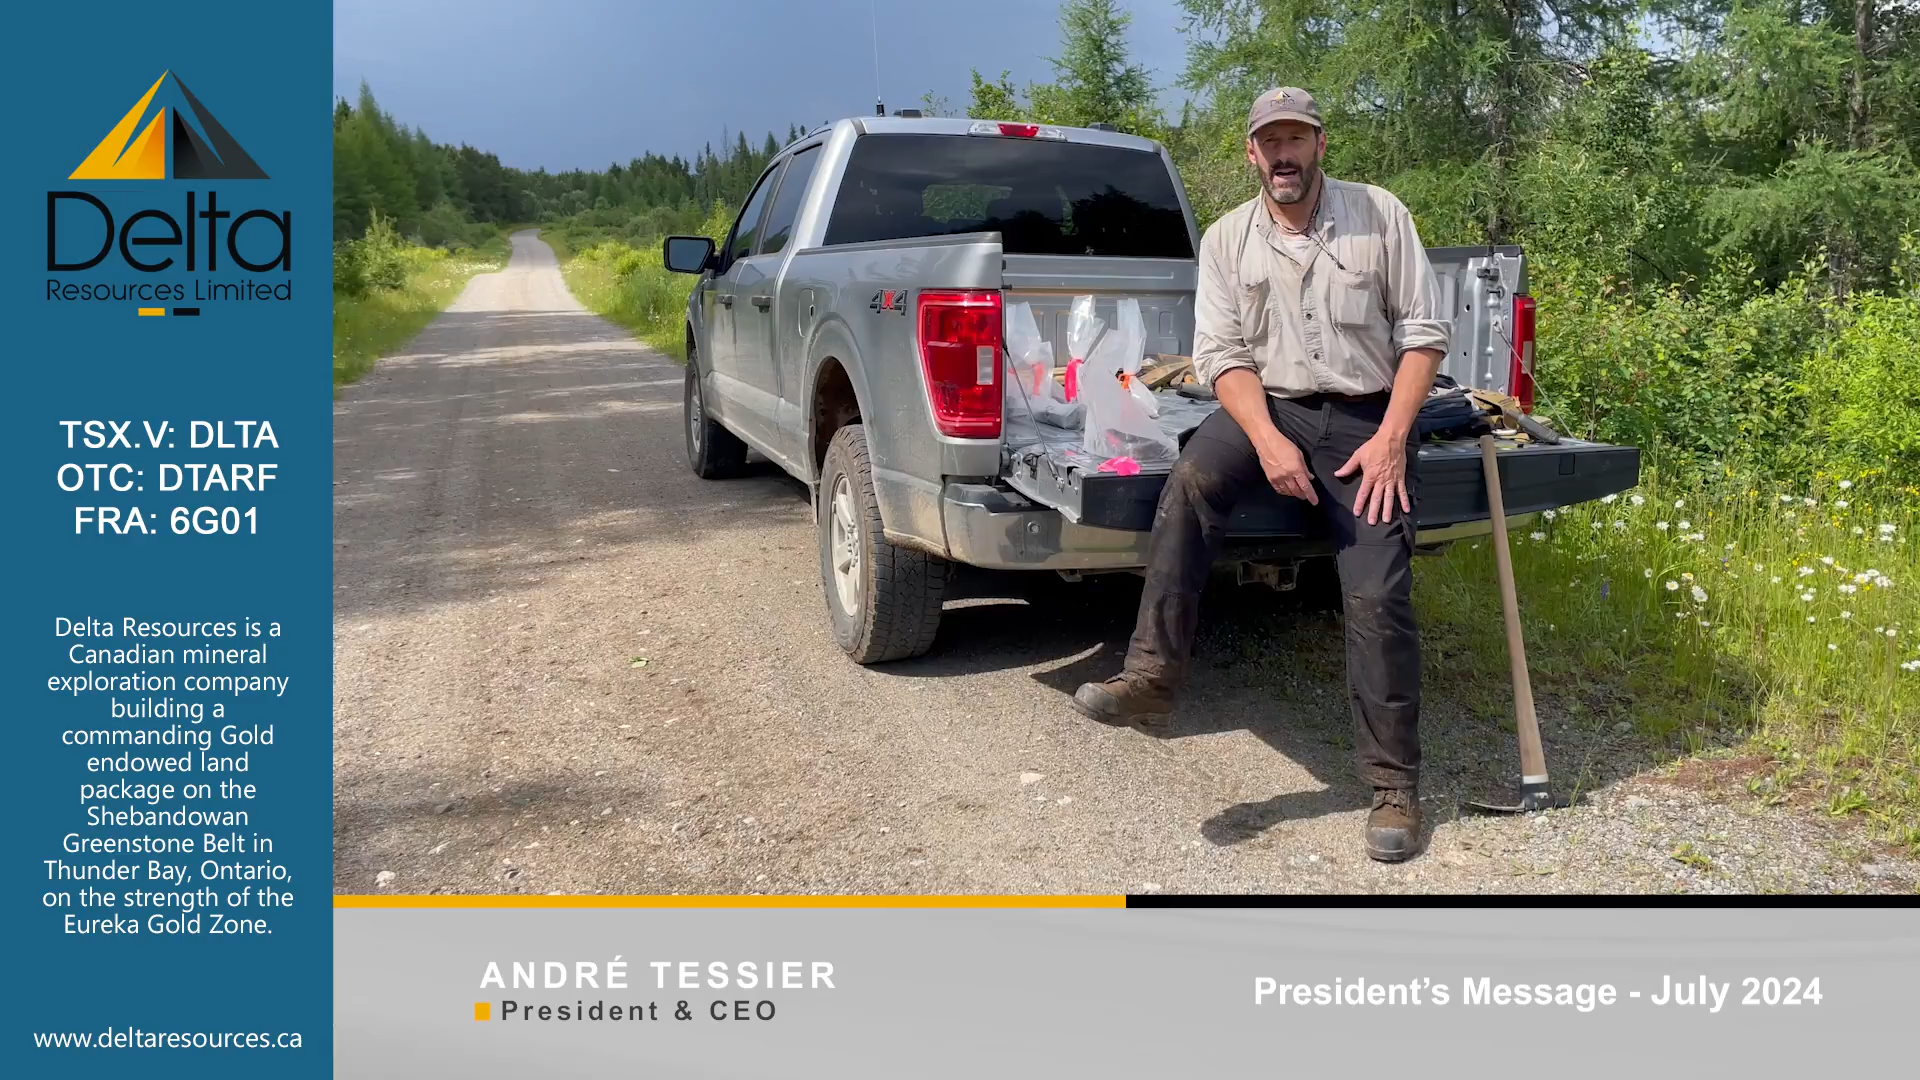 Delta
Resources Limited
TSX.V: DLTA
OTC: DTARF
FRA: 6G01
Delta Resources is a
Canadian mineral
exploration company
building a
commanding Gold
endowed land
package on the
Shebandowan
Greenstone Belt in
Thunder Bay, Ontario,
on the strength of the
Eureka Gold Zone.
www.deltaresources.ca
4x4
Delta
ANDRÉ TESSIER
President & CEO
President’s Message - July 2024